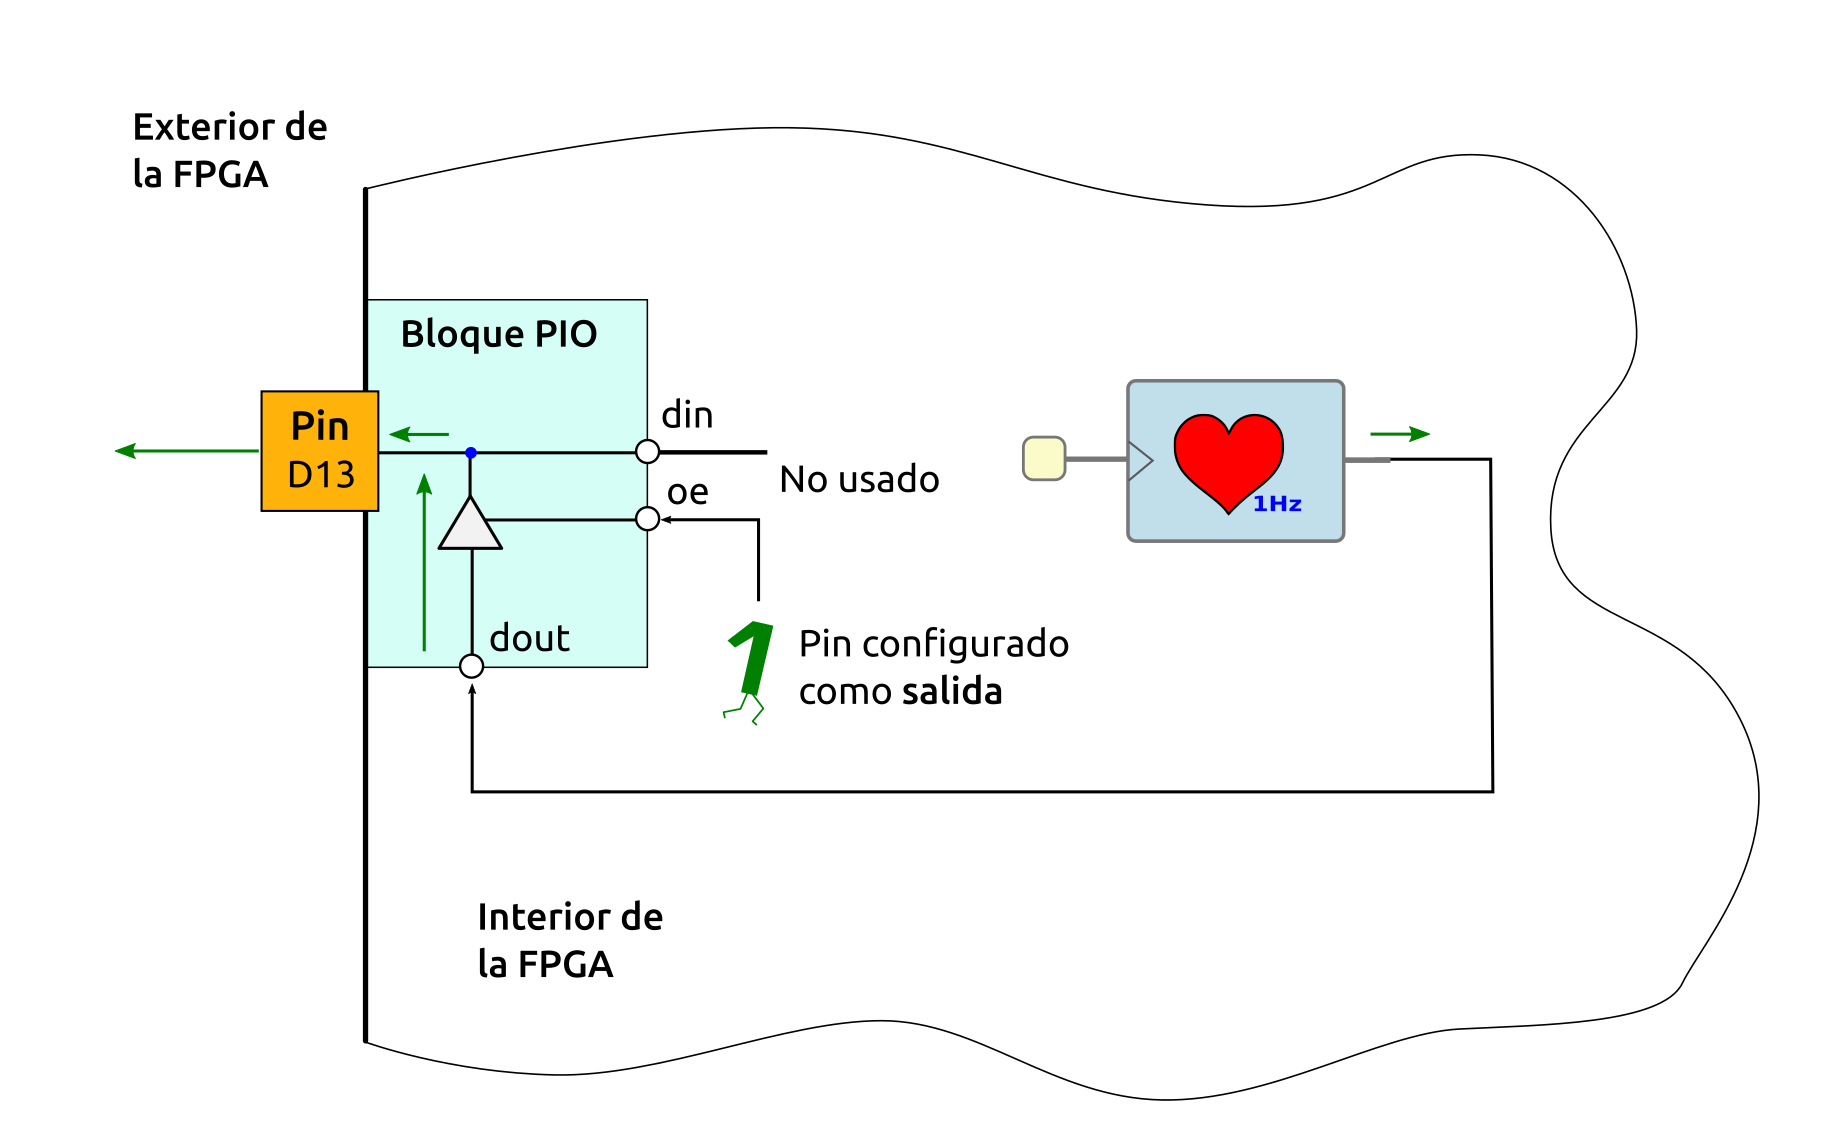 Exterior de
la FPGA
Bloque PIO
Pin
D13
din
No usado
oe
1Hz
dout
1
Pin configurado
como salida
Interior de
la FPGA